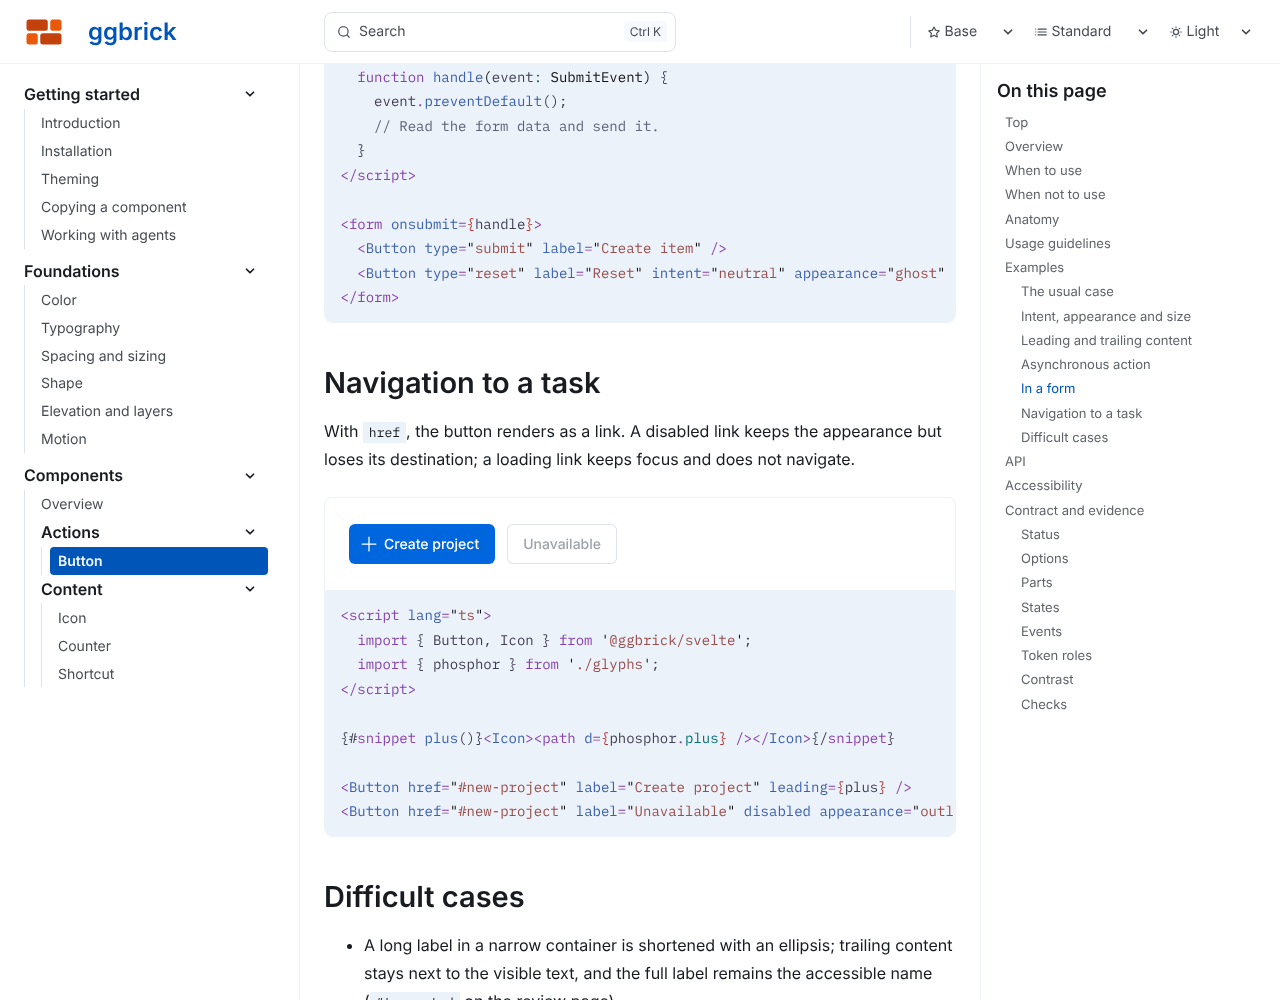 ggbrick
Search
Ctrl K
Base
Standard
Light
Getting started
Introduction
Installation
Theming
Copying a component
Working with agents
Foundations
Color
Typography
Spacing and sizing
Shape
Elevation and layers
Motion
Components
Overview
Actions
Button
Content
Icon
Counter
Shortcut
function handle(event: SubmitEvent) {
event.preventDefault();
// Read the form data and send it.
}
</script>
<form onsubmit={handle}>
<Button type="submit" label="Create item" />
<Button type="reset" label="Reset" intent="neutral" appearance="ghost"
</form>
Navigation to a task
With href, the button renders as a link. A disabled link keeps the appearance but
loses its destination; a loading link keeps focus and does not navigate.
Create project
Unavailable
<script lang="ts">
import { Button, Icon } from '@ggbrick/svelte';
import { phosphor } from './glyphs';
</script>
{#snippet plus()}<Icon><path d={phosphor.plus} /></Icon>{/snippet}
<Button href="#new-project" label="Create project" leading={plus} />
<Button href="#new-project" label="Unavailable" disabled appearance="outl
Difficult cases
• A long label in a narrow container is shortened with an ellipsis; trailing content
stays next to the visible text, and the full label remains the accessible name
on the review page)
On this page
Top
Overview
When to use
When not to use
Anatomy
Usage guidelines
Examples
The usual case
Intent, appearance and size
Leading and trailing content
Asynchronous action
In a form
Navigation to a task
Difficult cases
API
Accessibility
Contract and evidence
Status
Options
Parts
States
Events
Token roles
Contrast
Checks